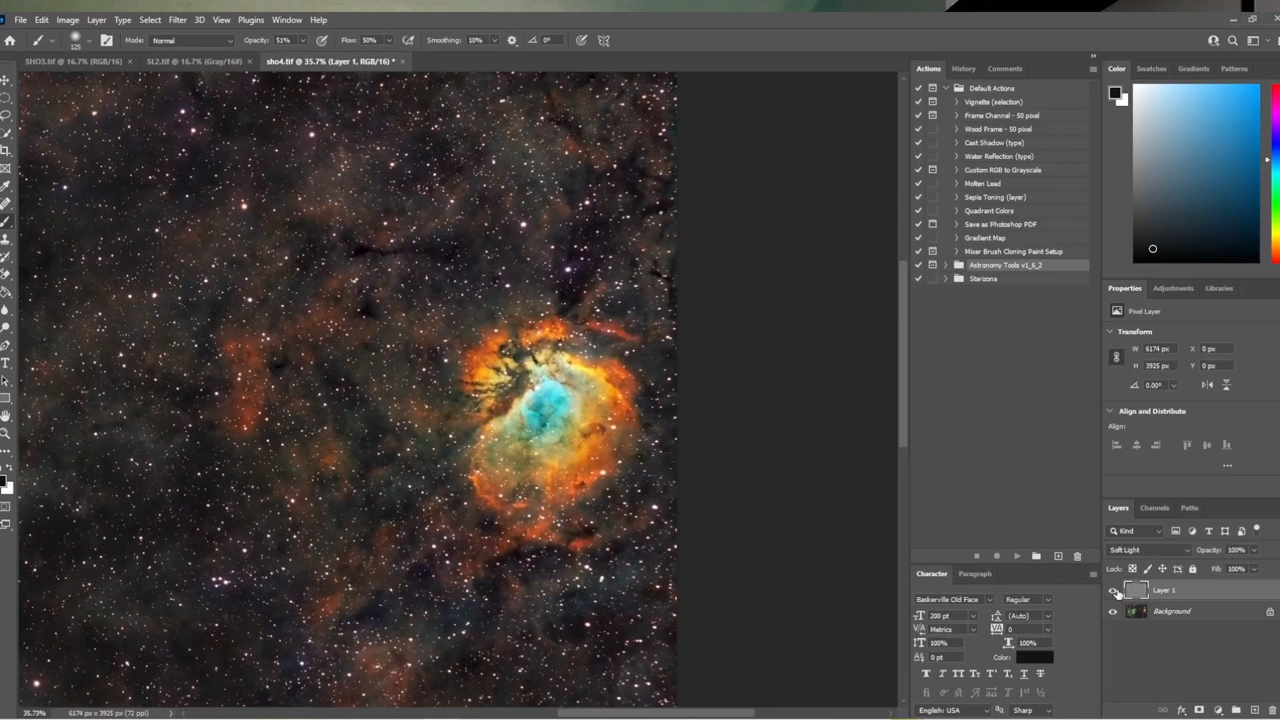 File Edit Image Layer Type Select Filter 3D View Plugins Window Help
125 Mode: Normal Opacity: 51% Flow: 50% Smoothing: 10% 0°
SHO3.tif @ 16.7% (RGB/16) × SL2.tif @ 16.7% (Gray/16#) × sho4.tif @ 35.7% (Layer 1, RGB/16) * ×
Actions History Comments
Default Actions
Vignette (selection)
Frame Channel - 50 pixel
Wood Frame - 50 pixel
Cast Shadow (type)
Water Reflection (type)
Custom RGB to Grayscale
Molten Lead
Sepia Toning (layer)
Quadrant Colors
Save as Photoshop PDF
Gradient Map
Mixer Brush Cloning Paint Setup
Astronomy Tools v1_6_2
Starizona
Character Paragraph
Baskerville Old Face Regular
200 pt (Auto)
Metrics 0
100% 100%
0 pt Color:
English: USA Sharp
Color Swatches Gradients Patterns
Properties Adjustments Libraries
Pixel Layer
Transform
W 6174 px X 0 px
H 3925 px Y 0 px
0.00°
Align and Distribute
Align:
Layers Channels Paths
Kind
Soft Light Opacity: 100%
Lock: Fill: 100%
Layer 1
Background
35.73% 6174 px x 3925 px (72 ppi)